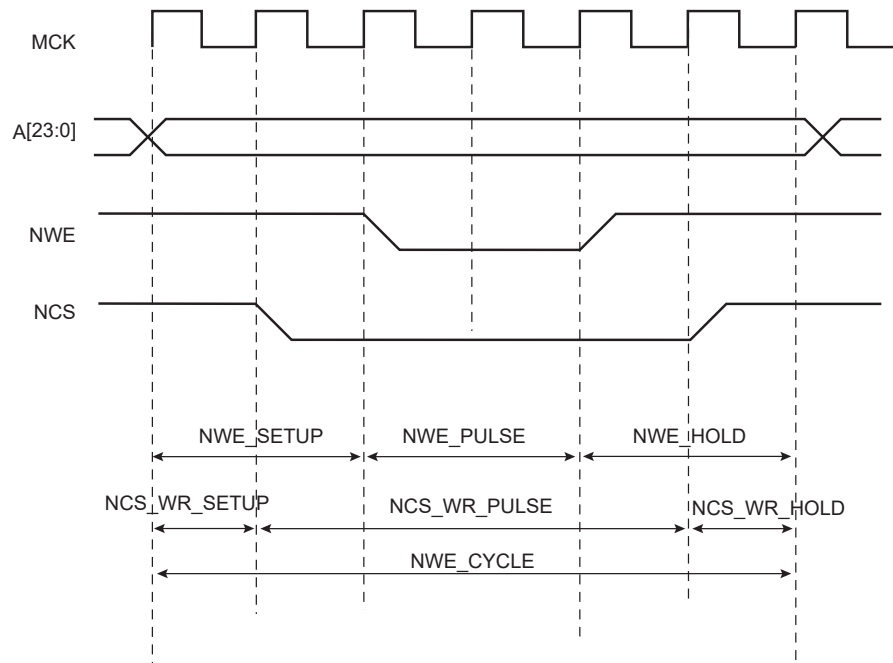 MCK
A[23:0]
NWE
NCS
NWE_SETUP NWE_PULSE NWE_HOLD
NCS_WR_SETUP NCS_WR_PULSE NCS_WR_HOLD
NWE_CYCLE